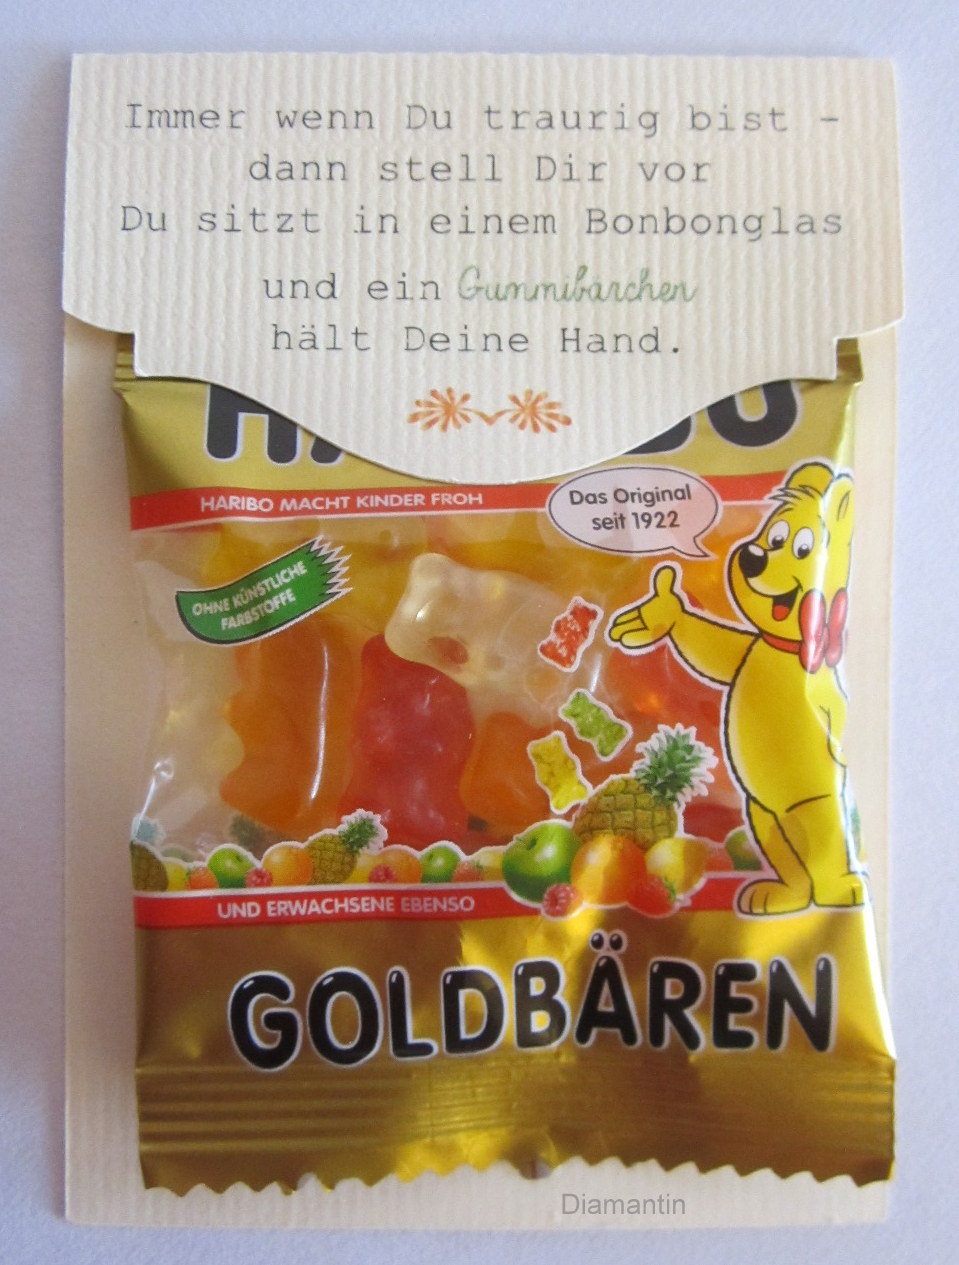 Immer wenn Du traurig bist -
dann stell Dir vor
Du sitzt in einem Bonbonglas
und ein Gummibärchen
hält Deine Hand.
HARIBO MACHT KINDER FROH
Das Original
seit 1922
OHNE KÜNSTLICHE
FARBSTOFFE
UND ERWACHSENE EBENSO
GOLDBÄREN
Diamantin